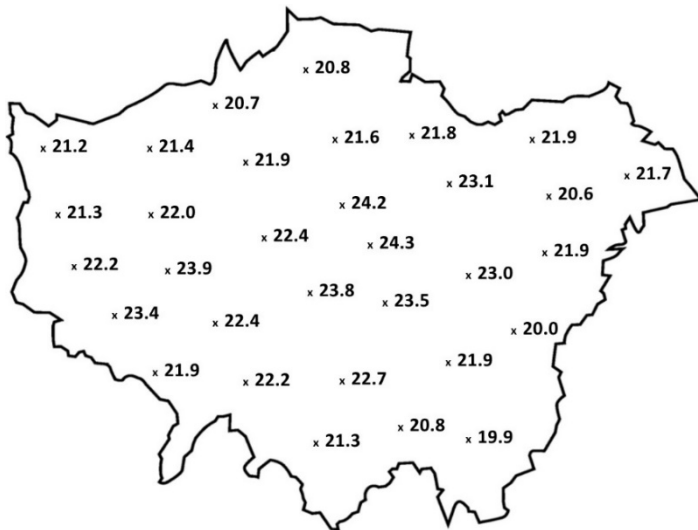 x 20.8
x 20.7
x 21.6
x 21.8
x 21.9
x 21.2
x 21.4
x 21.9
x 21.7
x 23.1
x 20.6
x 24.2
x 21.3
x 22.0
x 22.4
x 24.3
x 21.9
x 22.2
x 23.9
x 23.0
x 23.8
x 23.5
x 23.4
x 22.4
x 20.0
x 21.9
x 21.9
x 22.2
x 22.7
x 20.8
x 21.3
x 19.9